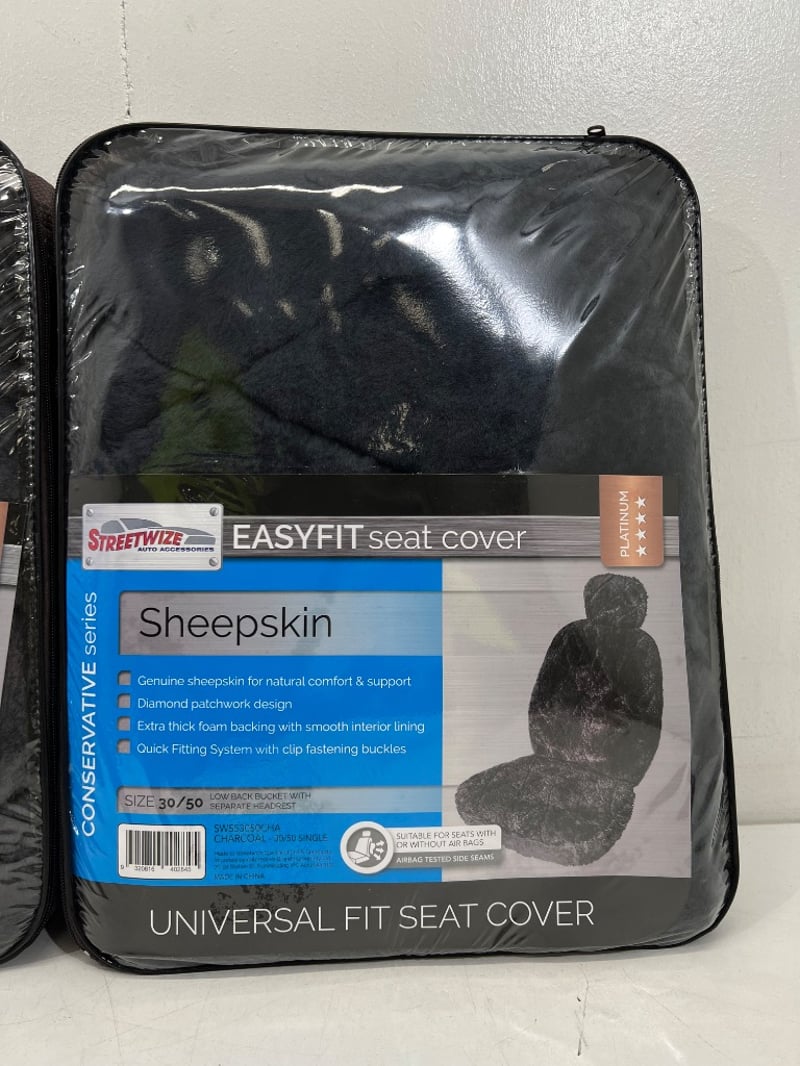 STREETWIZE
AUTO ACCESSORIES
EASYFIT seat cover
PLATINUM
CONSERVATIVE series
Sheepskin
Genuine sheepskin for natural comfort & support
Diamond patchwork design
Extra thick foam backing with smooth interior lining
Quick Fitting System with clip fastening buckles
SIZE 30/50 LOW BACK BUCKET WITH
SEPARATE HEADREST
CHARCOAL - 30/50 SINGLE
MADE IN CHINA
SUITABLE FOR SEATS WITH
OR WITHOUT AIR BAGS
AIRBAG TESTED SIDE SEAMS
UNIVERSAL FIT SEAT COVER